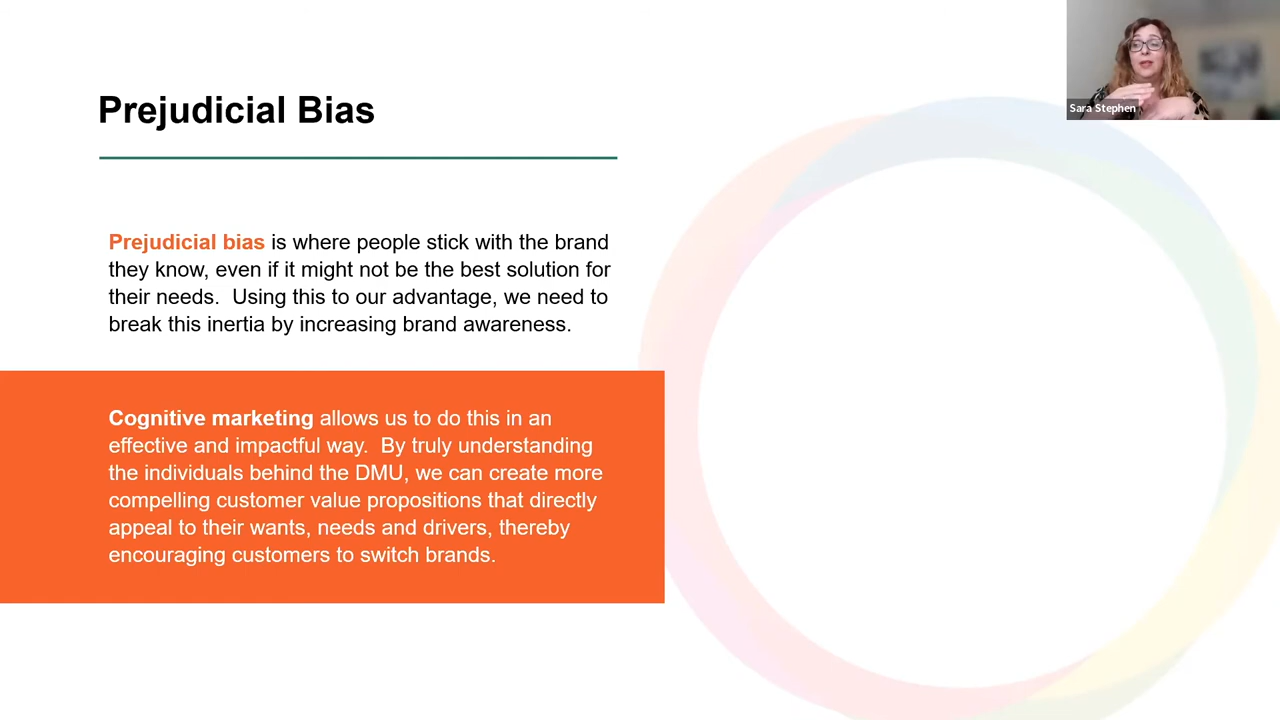 Sara Stephen
Prejudicial Bias
Prejudicial bias is where people stick with the brand
they know, even if it might not be the best solution for
their needs.  Using this to our advantage, we need to
break this inertia by increasing brand awareness.
Cognitive marketing allows us to do this in an
effective and impactful way.  By truly understanding
the individuals behind the DMU, we can create more
compelling customer value propositions that directly
appeal to their wants, needs and drivers, thereby
encouraging customers to switch brands.